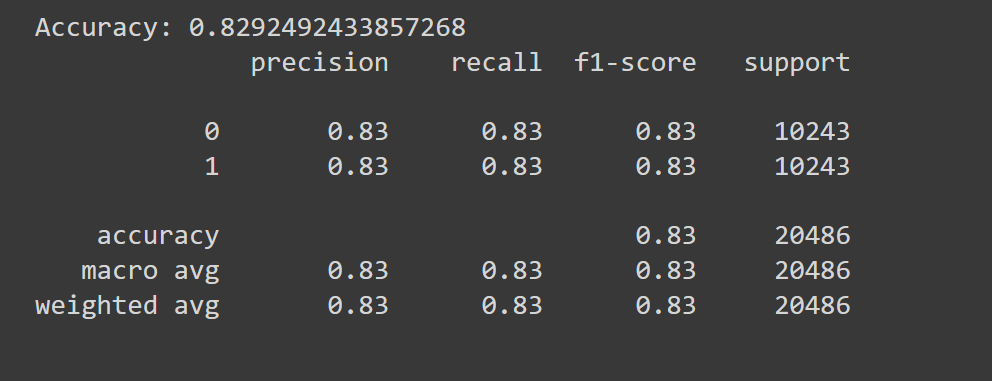 Accuracy: 0.8292492433857268
precision recall f1-score support
0 0.83 0.83 0.83 10243
1 0.83 0.83 0.83 10243
accuracy 0.83 20486
macro avg 0.83 0.83 0.83 20486
weighted avg 0.83 0.83 0.83 20486